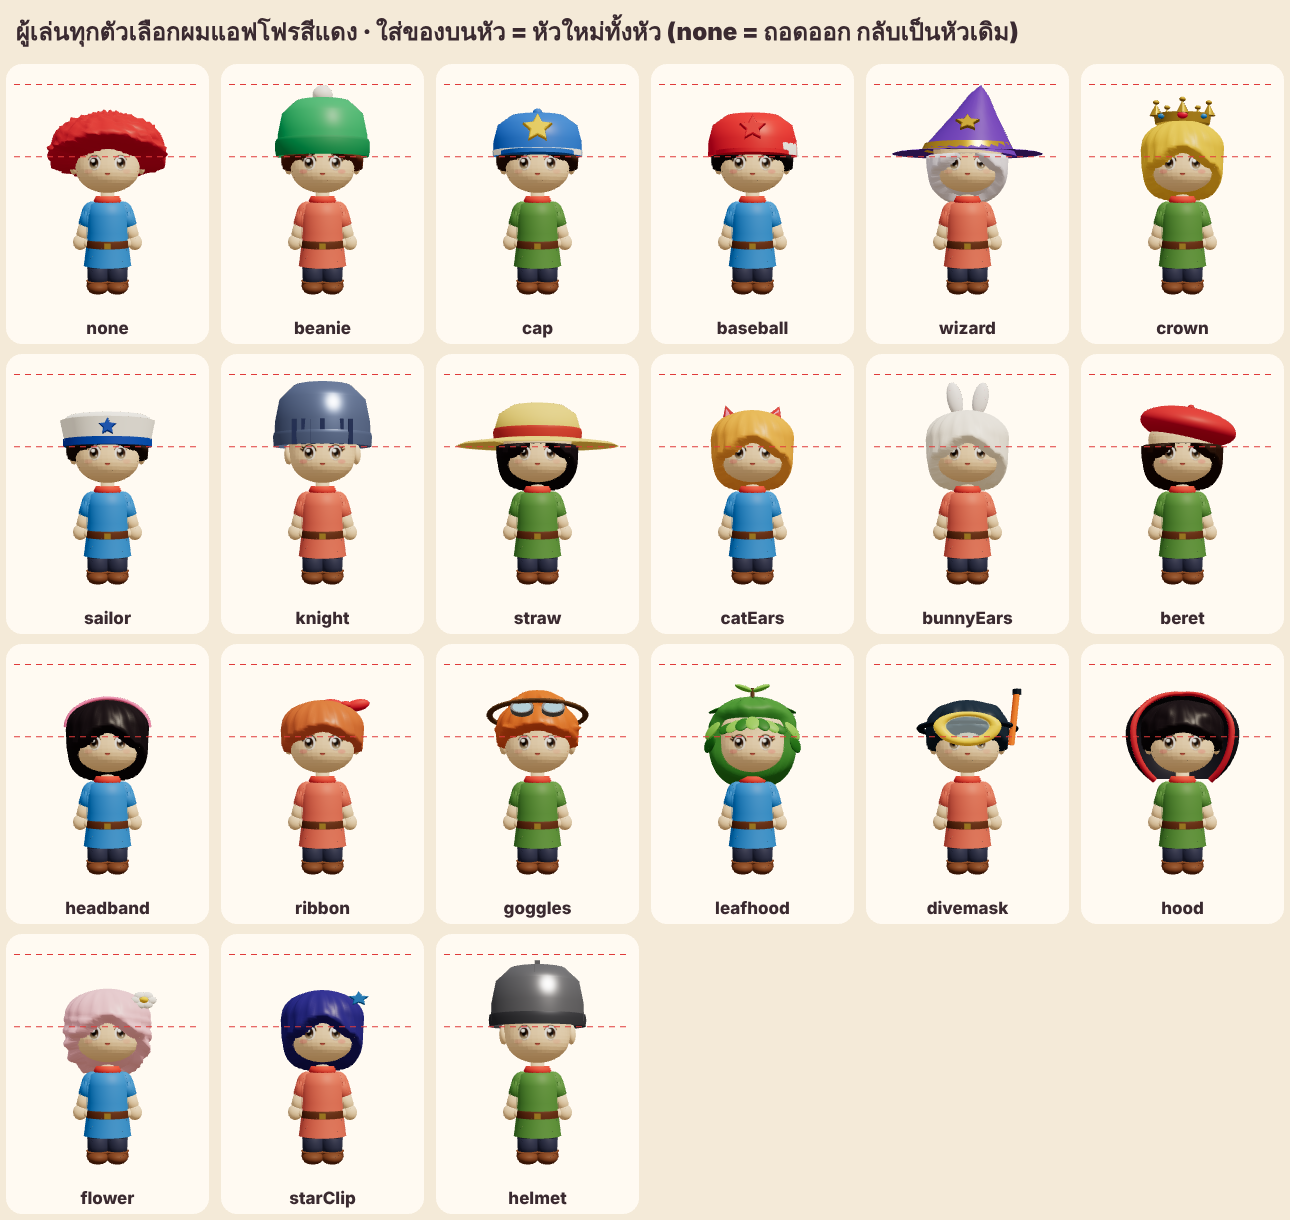 ผู้เล่นทุกตัวเลือกผมแอฟโฟรสีแดง · ใส่ของบนหัว = หัวใหม่ทั้งหัว (none = ถอดออก กลับเป็นหัวเดิม)
none
beanie
cap
baseball
wizard
crown
sailor
knight
straw
catEars
bunnyEars
beret
headband
ribbon
goggles
leafhood
divemask
hood
flower
starClip
helmet